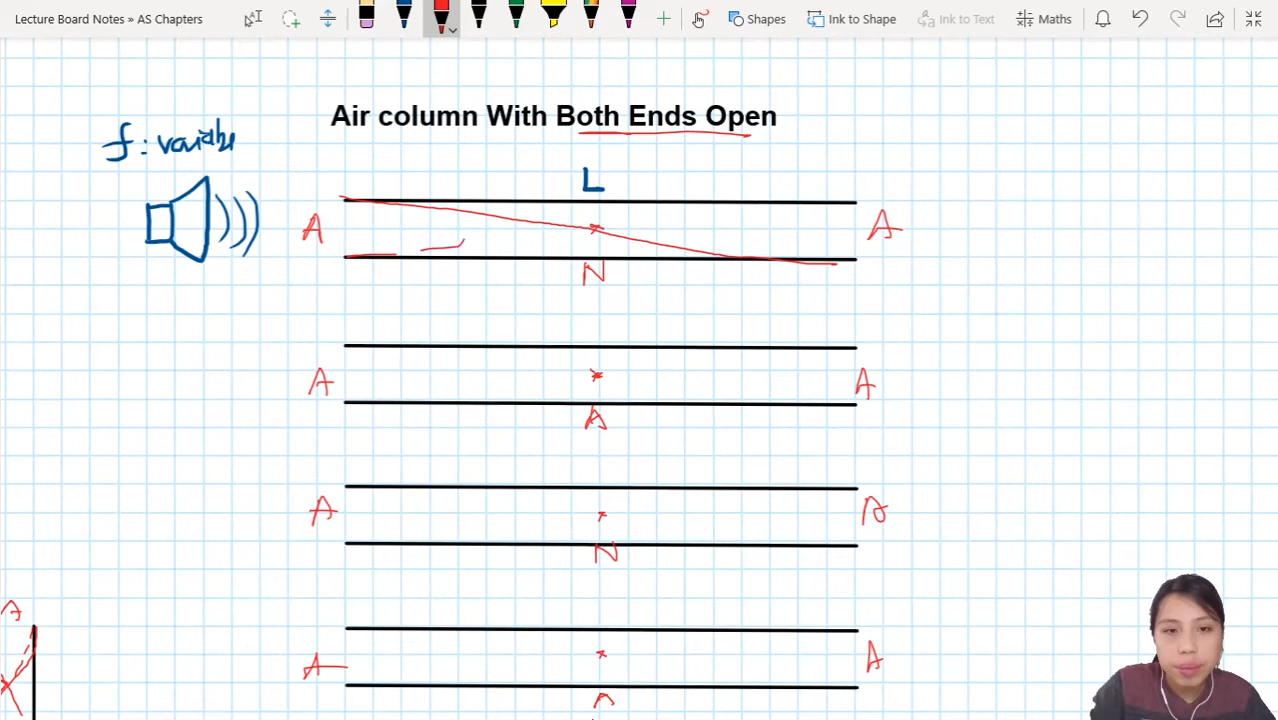 Lecture Board Notes » AS Chapters
Shapes
Ink to Shape
Ink to Text
Maths
Air column With Both Ends Open
f : variable
L
A
A
N
A
A
A
A
A
N
A
A
A
A